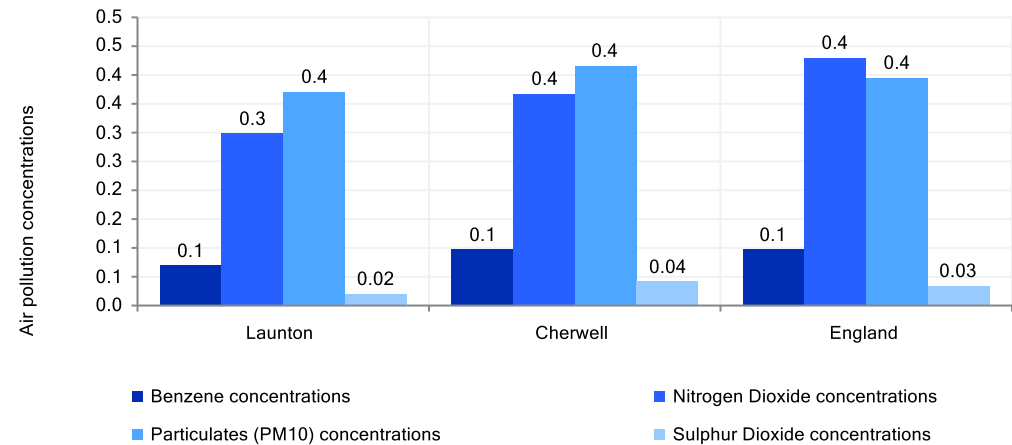 Air pollution concentrations
0.5
0.5
0.4
0.4
0.3
0.3
0.2
0.2
0.1
0.1
0.0
0.1
0.3
0.4
0.02
0.1
0.4
0.4
0.04
0.1
0.4
0.4
0.03
Launton
Cherwell
England
Benzene concentrations
Nitrogen Dioxide concentrations
Particulates (PM10) concentrations
Sulphur Dioxide concentrations